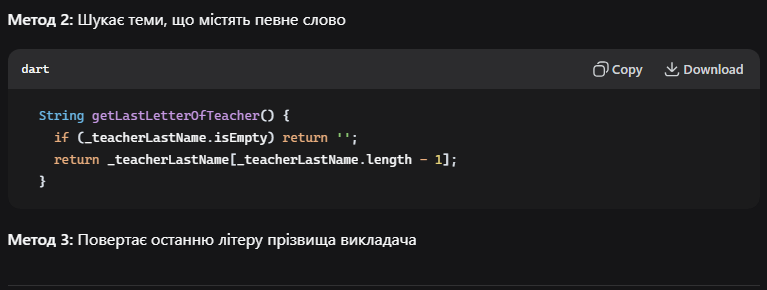 Метод 2: Шукає теми, що містять певне слово
dart
Copy
Download
String getLastLetterOfTeacher() {
  if (_teacherLastName.isEmpty) return '';
  return _teacherLastName[_teacherLastName.length - 1];
}
Метод 3: Повертає останню літеру прізвища викладача